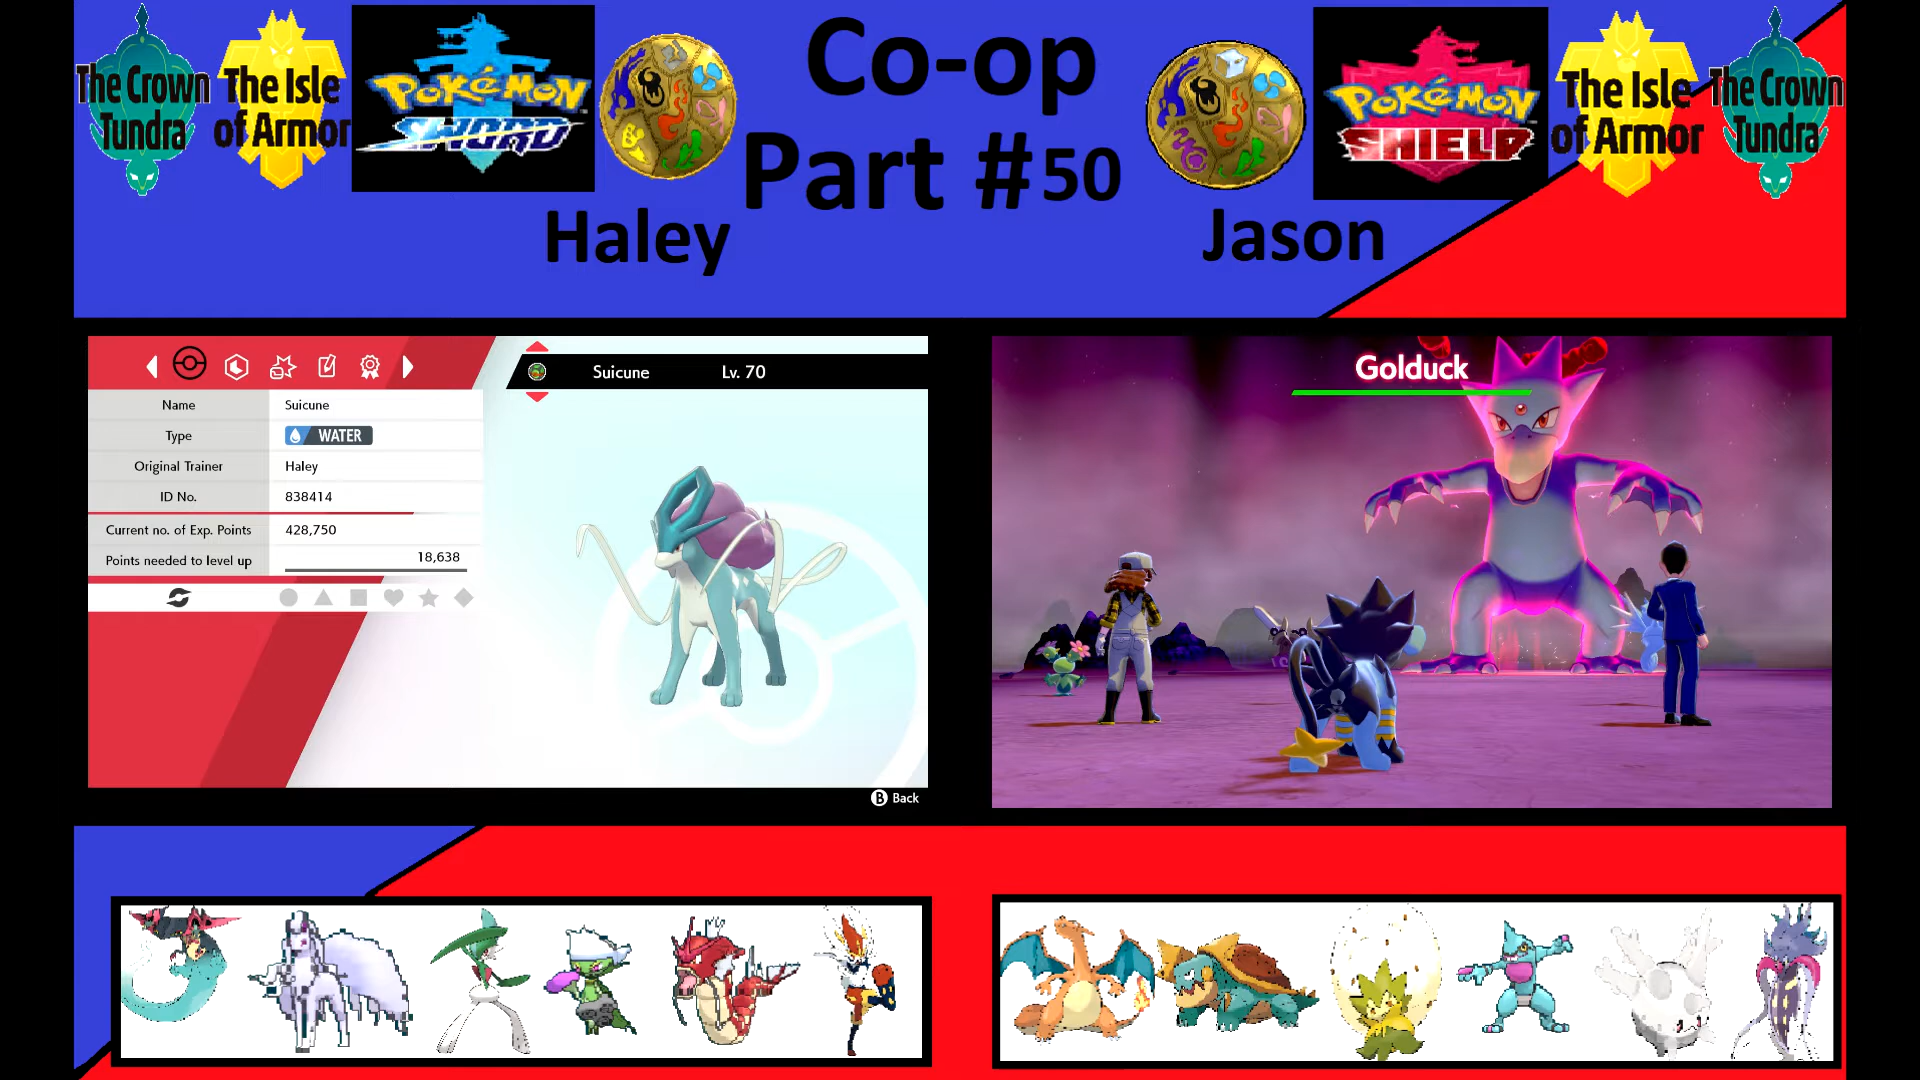 The Crown
Tundra
The Isle
of Armor
POKéMON
SWORD
Co-op
Part #50
POKéMON
SHIELD
The Isle
of Armor
The Crown
Tundra
Haley
Jason
Suicune
Lv. 70
Name
Suicune
Type
WATER
Original Trainer
Haley
ID No.
838414
Current no. of Exp. Points
428,750
Points needed to level up
18,638
B Back
Golduck